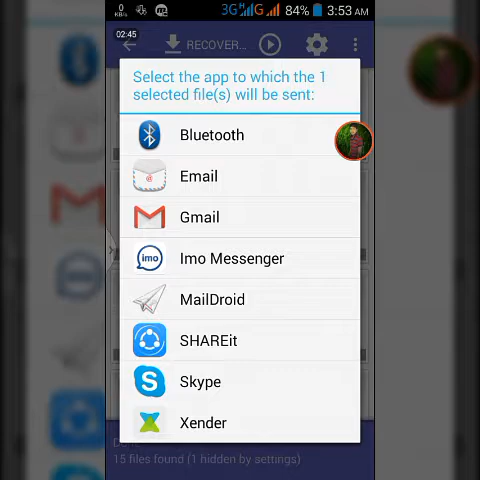 0
KB/s
3G H G 84% 3:53 AM
02:45
RECOVER...
Select the app to which the 1
selected file(s) will be sent:
Bluetooth
Email
Gmail
imo Imo Messenger
MailDroid
SHAREit
Skype
Xender
15 files found (1 hidden by settings)